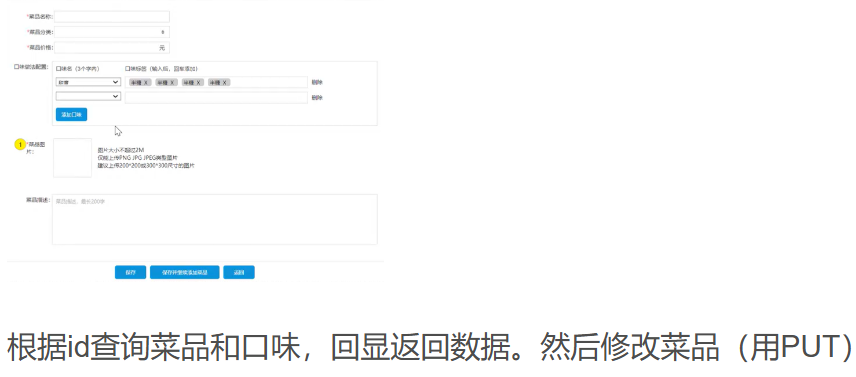 *菜品名称:
*菜品分类:
*菜品价格: 元
口味做法配置: 口味名（3个字内） 口味标签（输入后，回车添加）
半糖 X 半糖 X 半糖 X 半糖 X 删除
删除
添加口味
1 *菜品图
片:
图片大小不超过2M
仅能上传PNG JPG JPEG类型图片
建议上传200*200或300*300尺寸的图片
菜品描述: 菜品描述，最长200字
保存 保存并继续添加菜品 返回
根据id查询菜品和口味，回显返回数据。然后修改菜品（用PUT）